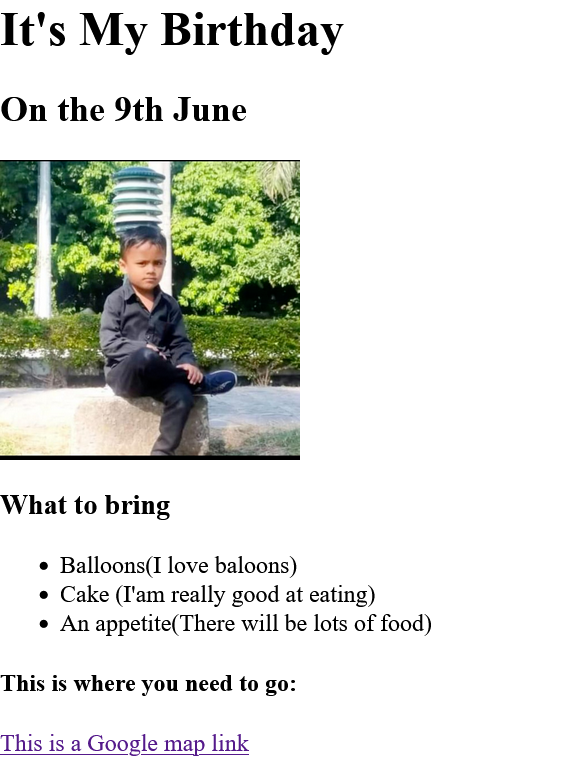 It's My Birthday
On the 9th June
What to bring
Balloons(I love baloons)
Cake (I'am really good at eating)
An appetite(There will be lots of food)
This is where you need to go:
This is a Google map link